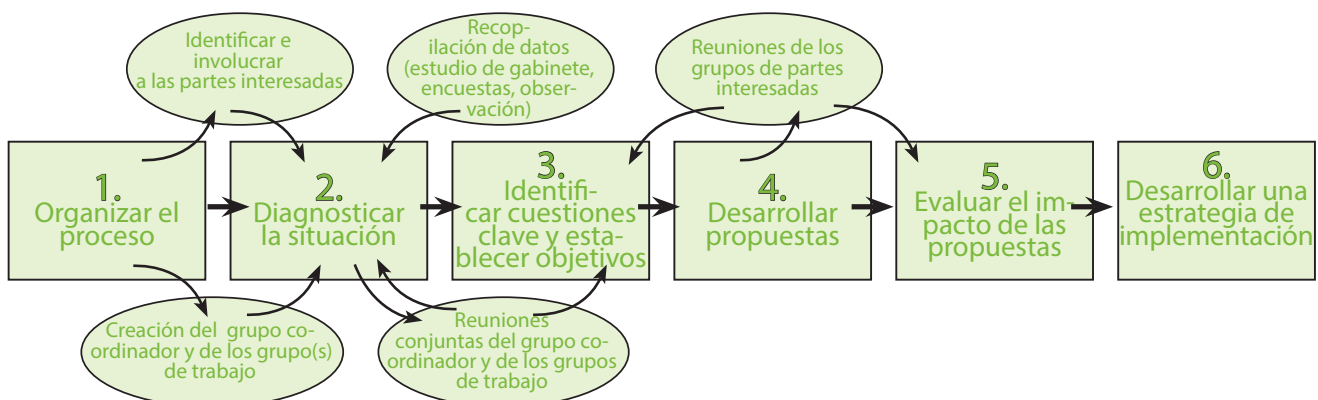 Identificar e
involucrar
a las partes interesadas
Recop-
ilación de datos
(estudio de gabinete,
encuestas, obser-
vación)
Reuniones de los
grupos de partes
interesadas
1.
Organizar el
proceso
2.
Diagnosticar
la situación
3.
Identifi-
car cuestiones
clave y esta-
blecer objetivos
4.
Desarrollar
propuestas
5.
Evaluar el im-
pacto de las
propuestas
6.
Desarrollar una
estrategia de
implementación
Creación del grupo co-
ordinador y de los grupo(s)
de trabajo
Reuniones
conjuntas del grupo co-
ordinador y de los grupos
de trabajo